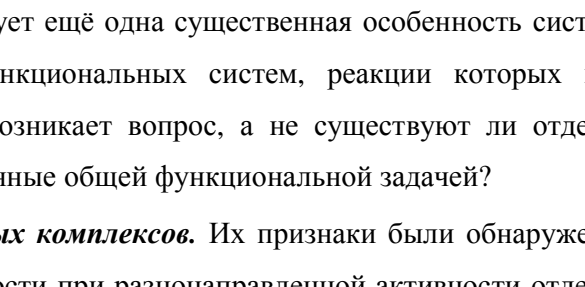 ует ещё одна существенная особенность сист
нкциональных систем, реакции которых
озникает вопрос, а не существуют ли отде
нные общей функциональной задачей?
ых комплексов. Их признаки были обнаруже
ости при разнонаправленной активности отде